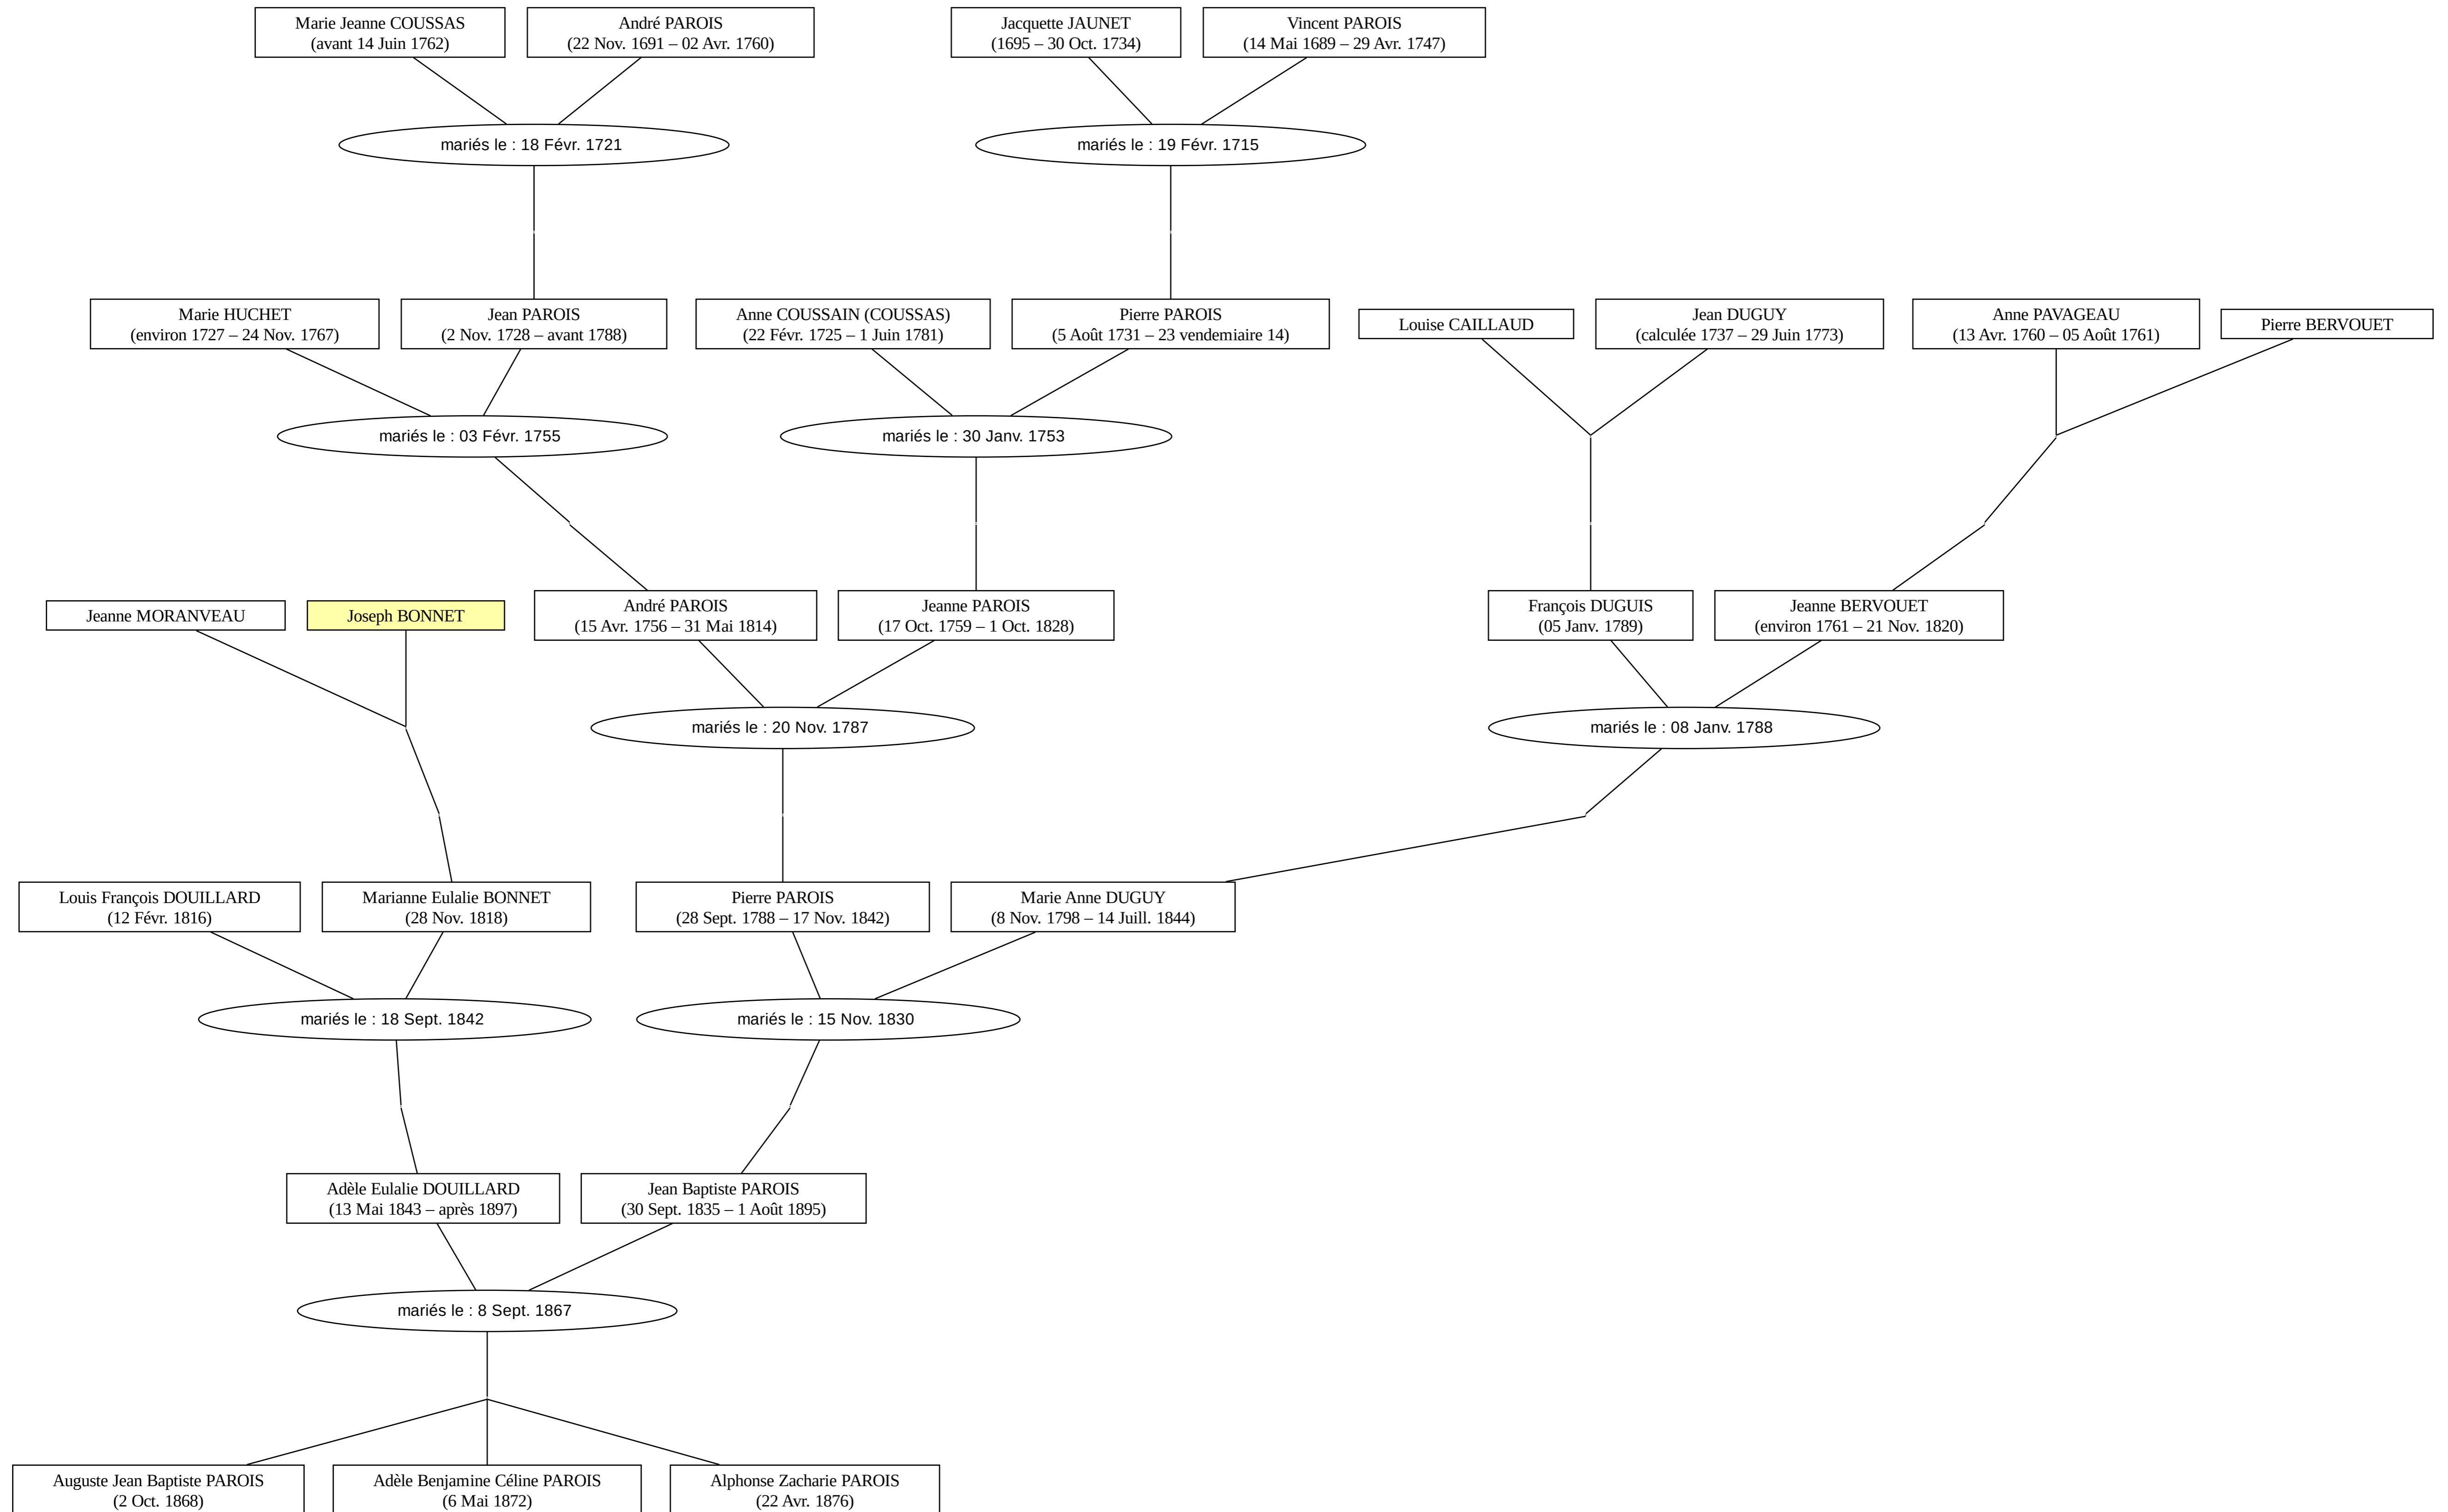 Marie Jeanne COUSSAS
(avant 14 Juin 1762)
André PAROIS
(22 Nov. 1691 – 02 Avr. 1760)
Jacquette JAUNET
(1695 – 30 Oct. 1734)
Vincent PAROIS
(14 Mai 1689 – 29 Avr. 1747)
mariés le : 18 Févr. 1721
mariés le : 19 Févr. 1715
Marie HUCHET
(environ 1727 – 24 Nov. 1767)
Jean PAROIS
(2 Nov. 1728 – avant 1788)
Anne COUSSAIN (COUSSAS)
(22 Févr. 1725 – 1 Juin 1781)
Pierre PAROIS
(5 Août 1731 – 23 vendemiaire 14)
Louise CAILLAUD
Jean DUGUY
(calculée 1737 – 29 Juin 1773)
Anne PAVAGEAU
(13 Avr. 1760 – 05 Août 1761)
Pierre BERVOUET
mariés le : 03 Févr. 1755
mariés le : 30 Janv. 1753
Jeanne MORANVEAU
Joseph BONNET
André PAROIS
(15 Avr. 1756 – 31 Mai 1814)
Jeanne PAROIS
(17 Oct. 1759 – 1 Oct. 1828)
François DUGUIS
(05 Janv. 1789)
Jeanne BERVOUET
(environ 1761 – 21 Nov. 1820)
mariés le : 20 Nov. 1787
mariés le : 08 Janv. 1788
Louis François DOUILLARD
(12 Févr. 1816)
Marianne Eulalie BONNET
(28 Nov. 1818)
Pierre PAROIS
(28 Sept. 1788 – 17 Nov. 1842)
Marie Anne DUGUY
(8 Nov. 1798 – 14 Juill. 1844)
mariés le : 18 Sept. 1842
mariés le : 15 Nov. 1830
Adèle Eulalie DOUILLARD
(13 Mai 1843 – après 1897)
Jean Baptiste PAROIS
(30 Sept. 1835 – 1 Août 1895)
mariés le : 8 Sept. 1867
Auguste Jean Baptiste PAROIS
(2 Oct. 1868)
Adèle Benjamine Céline PAROIS
(6 Mai 1872)
Alphonse Zacharie PAROIS
(22 Avr. 1876)